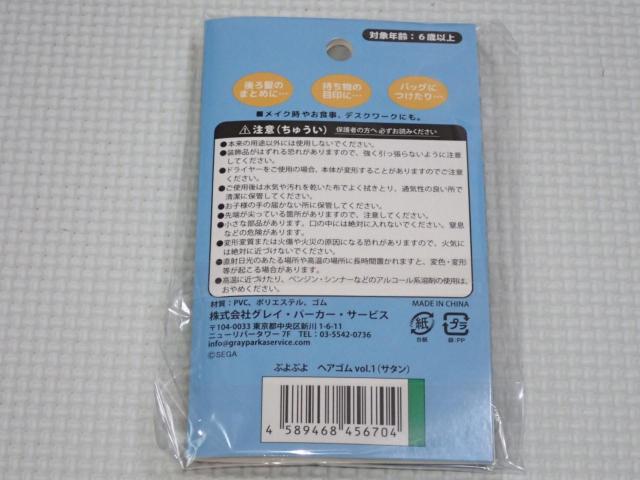 対象年齢：6歳以上
後ろ髪の
まとめに…
持ち物の
目印に…
バッグに
つけたり…
■メイク時やお食事、デスクワークにも。
注意(ちゅうい) 保護者の方へ 必ずお読みください
●本来の用途以外には使用しないでください。
●装飾品がはずれる恐れがありますので、強く引っ張らないように注意
してください。
●ドライヤーをご使用の場合、本体が変形することがありますのでご注意
ください。
●ご使用後は水気や汚れを乾いた布でよく拭きとり、通気性の良い所で
清潔に保管してください。
●お子様の手の届かない所に保管してください。
●先端が尖っている箇所がありますので、注意してください。
●小さな部品があります。口の中には絶対に入れないでください。窒息
などの危険があります。
●変形変質または火傷や火災の原因になる恐れがありますので、火気に
は絶対に近づけないでください。
●直射日光のあたる場所や高温の場所に長時間置かれますと、変色・変形
等が起こる場合があります。
●高温に近づけたり、ベンジン・シンナーなどのアルコール系溶剤の使用は、
おやめください。
材質：PVC、ポリエステル、ゴム
MADE IN CHINA
株式会社グレイ・パーカー・サービス
〒104-0033 東京都中央区新川 1-6-11
ニューリバータワー 7F TEL 03-5542-0736
info@grayparkaservice.com
©SEGA
紙
台紙
プラ
袋:PP
ぷよぷよ ヘアゴム vol.1(サタン)
4 589468 456704